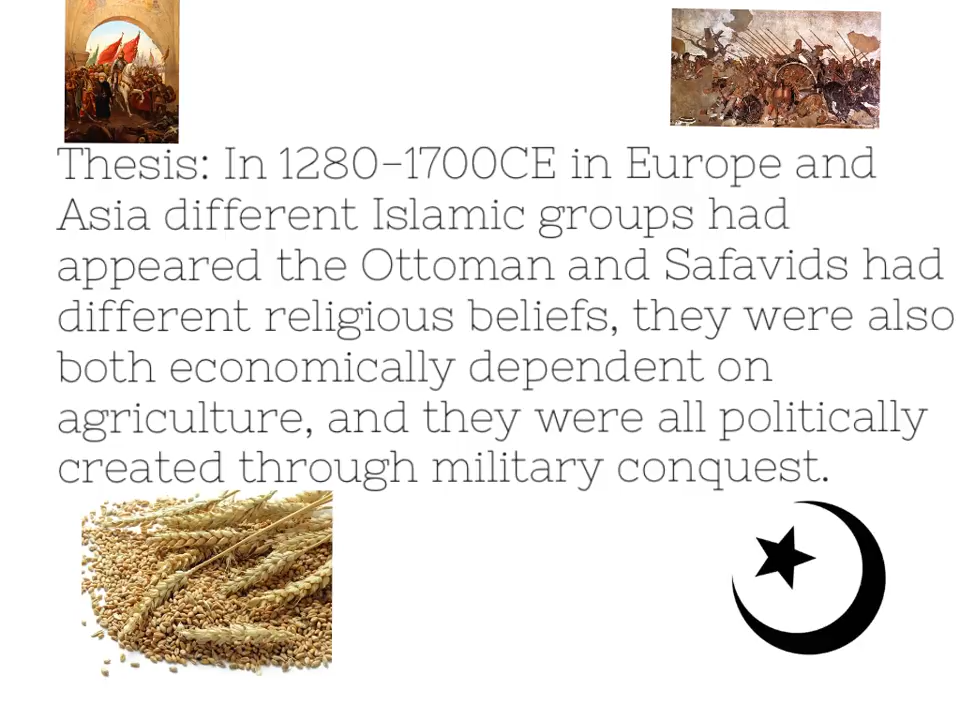 Thesis: In 1280-1700CE in Europe and
Asia different Islamic groups had
appeared the Ottoman and Safavids had
different religious beliefs, they were also
both economically dependent on
agriculture, and they were all politically
created through military conquest.